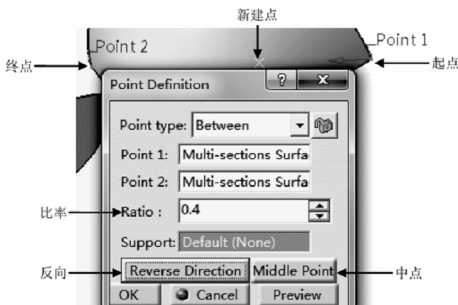 新建点
Point 2
Point 1
终点
起点
Point Definition
?
Point type: Between
Point 1: Multi-sections Surfa
Point 2: Multi-sections Surfa
比率
Ratio : 0.4
Support: Default (None)
反向
Reverse Direction
Middle Point
中点
OK
Cancel
Preview